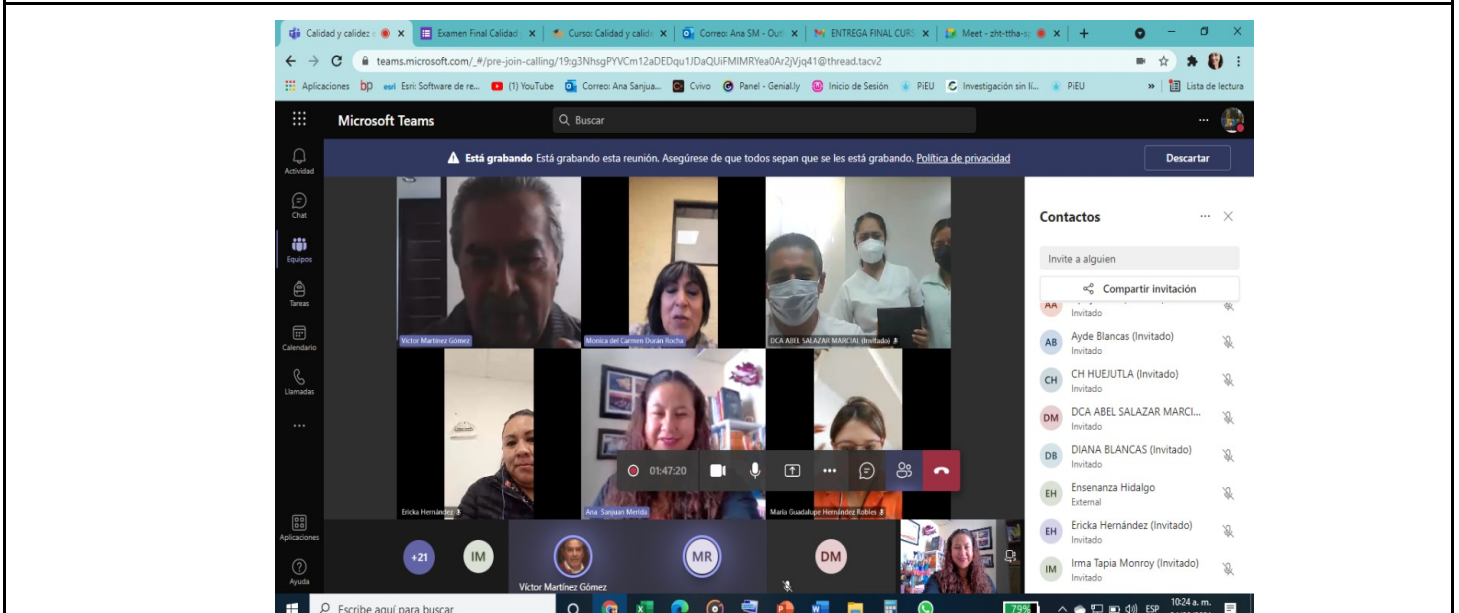 Calidad y calidez e
Examen Final Calidad
Curso: Calidad y calide
Correo: Ana SM - Outl
ENTREGA FINAL CURS
Meet - zht-ttha-s
teams.microsoft.com/_#/pre-join-calling/19:g3NhsgPYVCm12aDEDqu1JDaQUiFMIMRYea0Ar2jVjq41@thread.tacv2
Aplicaciones
bp
esri Esri: Software de re...
(1) YouTube
Correo: Ana Sanjua...
Cvivo
Panel - Genial.ly
Inicio de Sesión
PiEU
Investigación sin lí...
PiEU
»
Lista de lectura
Microsoft Teams
Buscar
Está grabando Está grabando esta reunión. Asegúrese de que todos sepan que se les está grabando. Política de privacidad
Descartar
Actividad
Chat
Equipos
Tareas
Calendario
Llamadas
Aplicaciones
Ayuda
Victor Martínez Gómez
Monica del Carmen Durán Rocha
DCA ABEL SALAZAR MARCIAL (Invitado)
Ericka Hernández
Ana Sanjuan Merida
María Guadalupe Hernández Robles
01:47:20
+21
IM
Víctor Martínez Gómez
MR
DM
Contactos
Invite a alguien
Compartir invitación
AA
Invitado
AB Ayde Blancas (Invitado)
Invitado
CH CH HUEJUTLA (Invitado)
Invitado
DM DCA ABEL SALAZAR MARCI...
Invitado
DB DIANA BLANCAS (Invitado)
Invitado
EH Ensenanza Hidalgo
External
EH Ericka Hernández (Invitado)
Invitado
IM Irma Tapia Monroy (Invitado)
Invitado
Escribe aquí para buscar
79%
ESP
10:24 a. m.